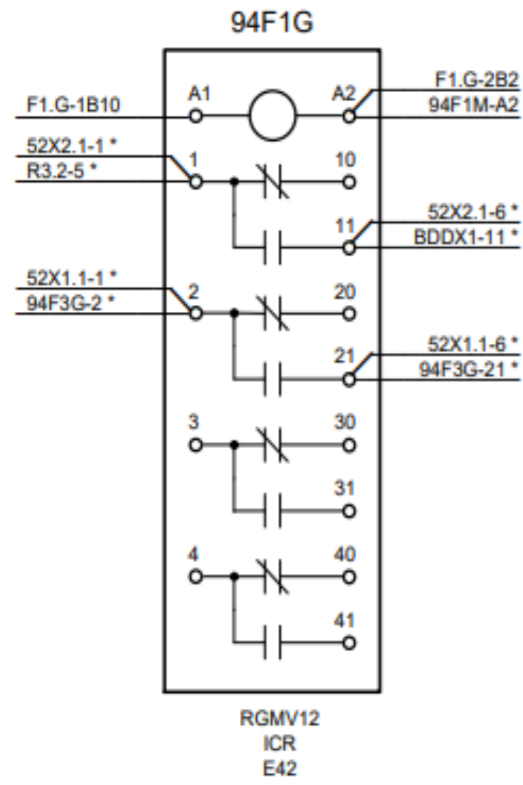 94F1G
F1.G-2B2
A1 A2
F1.G-1B10 94F1M-A2
52X2.1-1 *
1 10
R3.2-5 *
52X2.1-6 *
11
BDDX1-11 *
52X1.1-1 *
2 20
94F3G-2 *
52X1.1-6 *
21
94F3G-21 *
3 30
31
4 40
41
RGMV12
ICR
E42